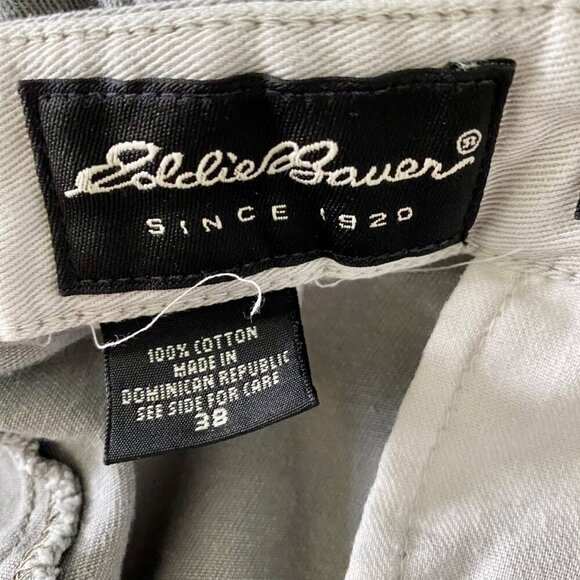 Eddie Bauer®
SINCE 1920
100% COTTON
MADE IN
DOMINICAN REPUBLIC
SEE SIDE FOR CARE
38